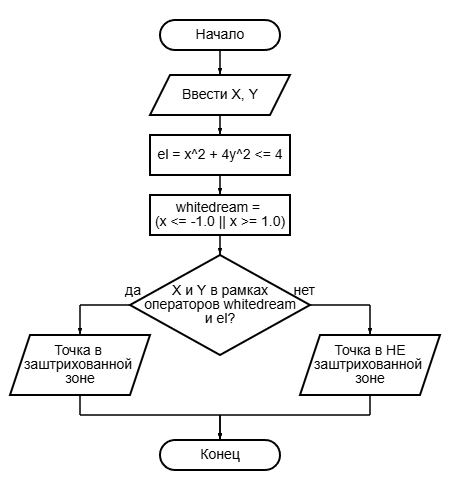 Начало
Ввести X, Y
el = x^2 + 4y^2 <= 4
whitedream =
(x <= -1.0 || x >= 1.0)
да
X и Y в рамках
нет
операторов whitedream
и el?
Точка в
заштрихованной
зоне
Точка в НЕ
заштрихованной
зоне
Конец